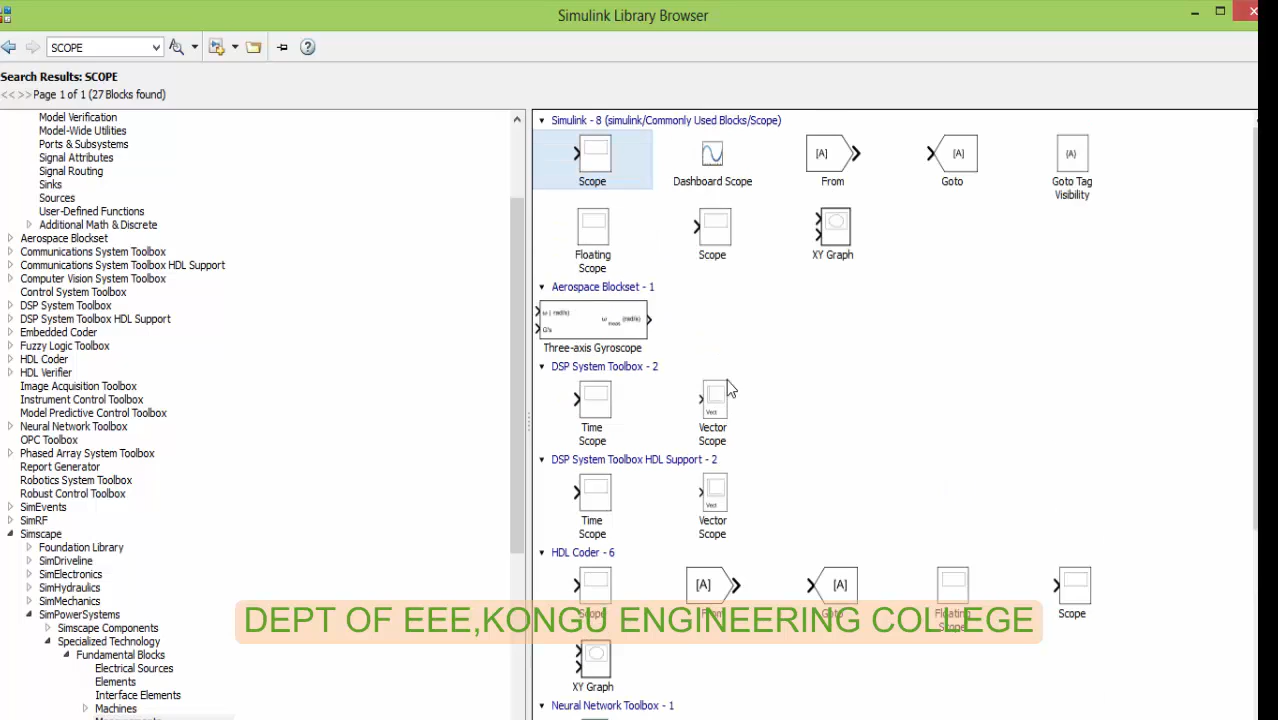 Simulink Library Browser
SCOPE
Search Results: SCOPE
<< >> Page 1 of 1 (27 Blocks found)
Model Verification
Model-Wide Utilities
Ports & Subsystems
Signal Attributes
Signal Routing
Sinks
Sources
User-Defined Functions
Additional Math & Discrete
Aerospace Blockset
Communications System Toolbox
Communications System Toolbox HDL Support
Computer Vision System Toolbox
Control System Toolbox
DSP System Toolbox
DSP System Toolbox HDL Support
Embedded Coder
Fuzzy Logic Toolbox
HDL Coder
HDL Verifier
Image Acquisition Toolbox
Instrument Control Toolbox
Model Predictive Control Toolbox
Neural Network Toolbox
OPC Toolbox
Phased Array System Toolbox
Report Generator
Robotics System Toolbox
Robust Control Toolbox
SimEvents
SimRF
Simscape
Foundation Library
SimDriveline
SimElectronics
SimHydraulics
SimMechanics
SimPowerSystems
Simscape Components
Specialized Technology
Fundamental Blocks
Electrical Sources
Elements
Interface Elements
Machines
Simulink - 8 (simulink/Commonly Used Blocks/Scope)
[A] [A] {A}
Scope Dashboard Scope From Goto Goto Tag
Visibility
Floating Scope XY Graph
Scope
Aerospace Blockset - 1
Three-axis Gyroscope
DSP System Toolbox - 2
Vect
Time Vector
Scope Scope
DSP System Toolbox HDL Support - 2
Vect
Time Vector
Scope Scope
HDL Coder - 6
[A] [A]
Scope From Goto Floating Scope
Scope
XY Graph
Neural Network Toolbox - 1
DEPT OF EEE,KONGU ENGINEERING COLLEGE